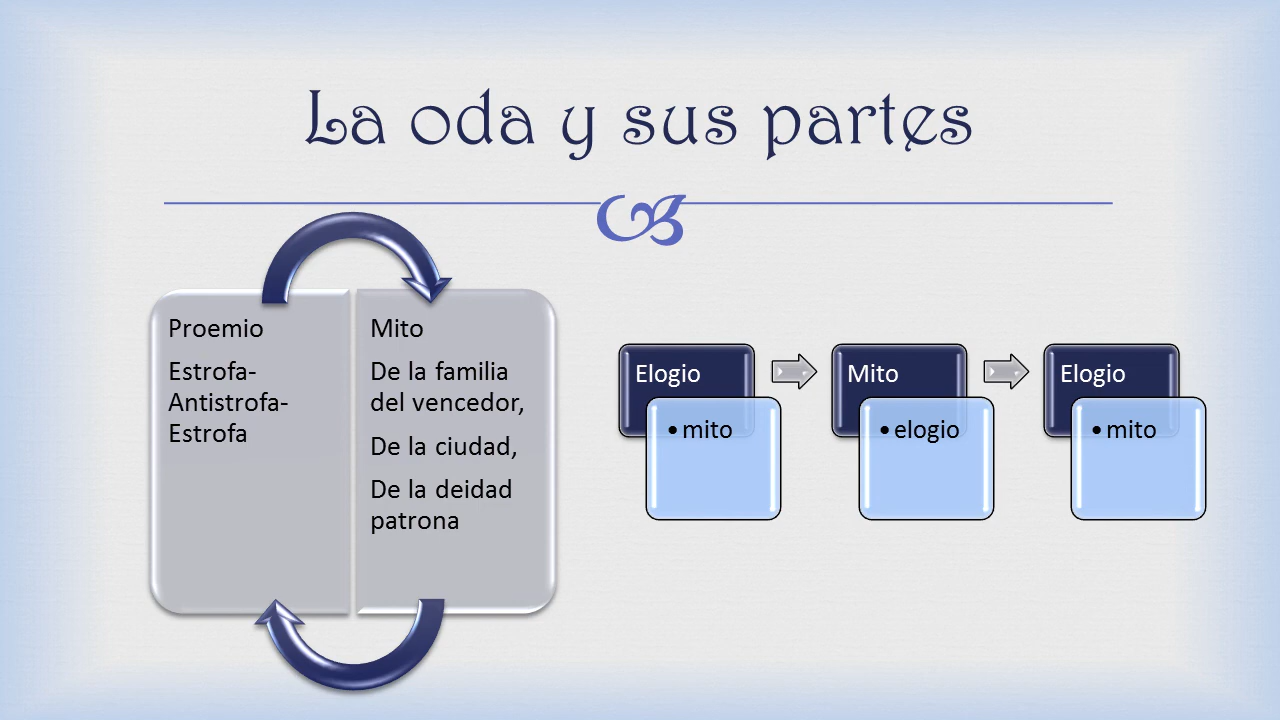 La oda y sus partes
Proemio
Estrofa-
Antistrofa-
Estrofa
Mito
De la familia
del vencedor,
De la ciudad,
De la deidad
patrona
Elogio
• mito
Mito
• elogio
Elogio
• mito